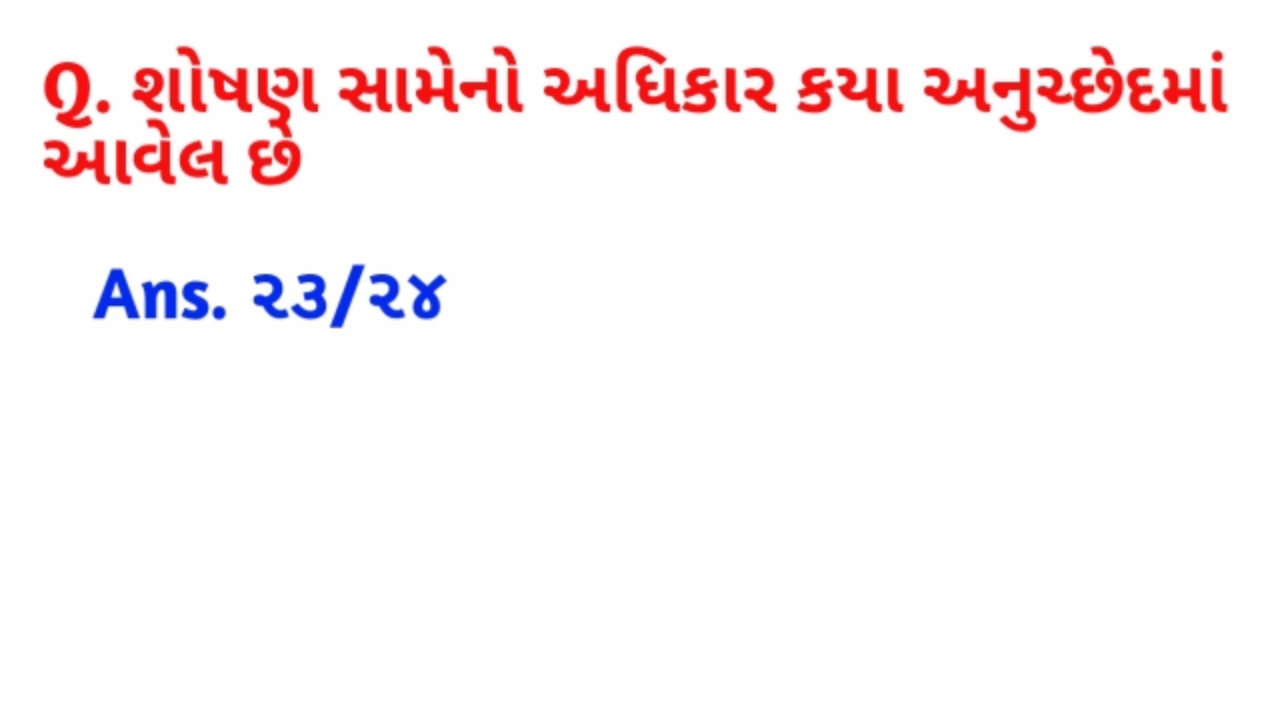 Q. શોષણ સામેનો અધિકાર કયા અનુચ્છેદમાં
આવેલ છે
Ans. ૨૩/૨૪